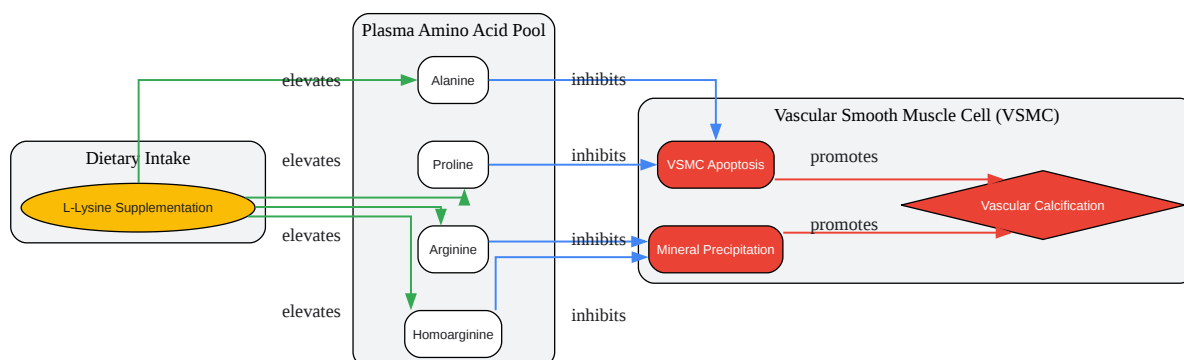 Plasma Amino Acid Pool
Alanine
elevates
inhibits
Vascular Smooth Muscle Cell (VSMC)
Dietary Intake
elevates
Proline
inhibits
VSMC Apoptosis
promotes
L-Lysine Supplementation
Vascular Calcification
elevates
Arginine
inhibits
Mineral Precipitation
promotes
elevates
Homoarginine
inhibits